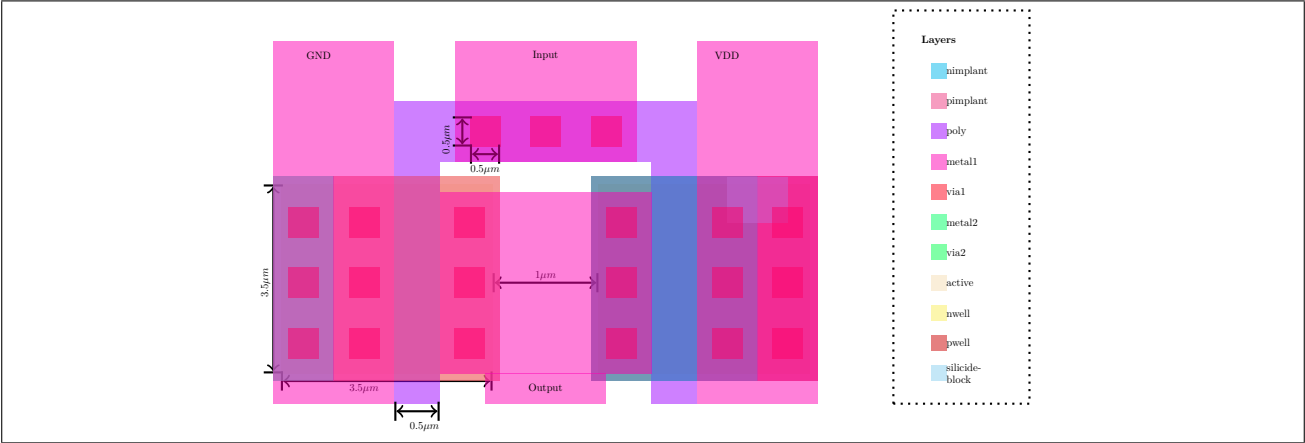 GND
Input
VDD
0.5µm
0.5µm
3.5µm
1µm
3.5µm
Output
0.5µm
Layers
nimplant
pimplant
poly
metal1
via1
metal2
via2
active
nwell
pwell
silicide-
block